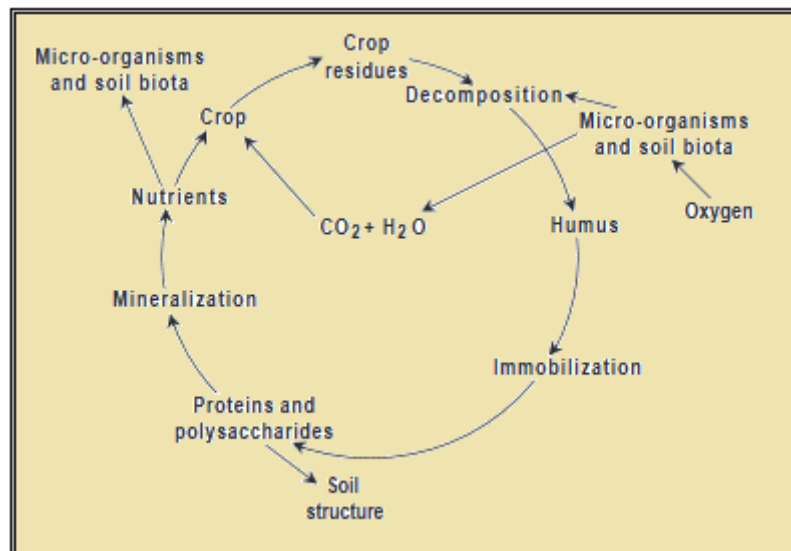 Crop
residues
Micro-organisms
and soil biota
Decomposition
Crop
Micro-organisms
and soil biota
Nutrients
CO2 + H2O
Humus
Oxygen
Mineralization
Immobilization
Proteins and
polysaccharides
Soil
structure